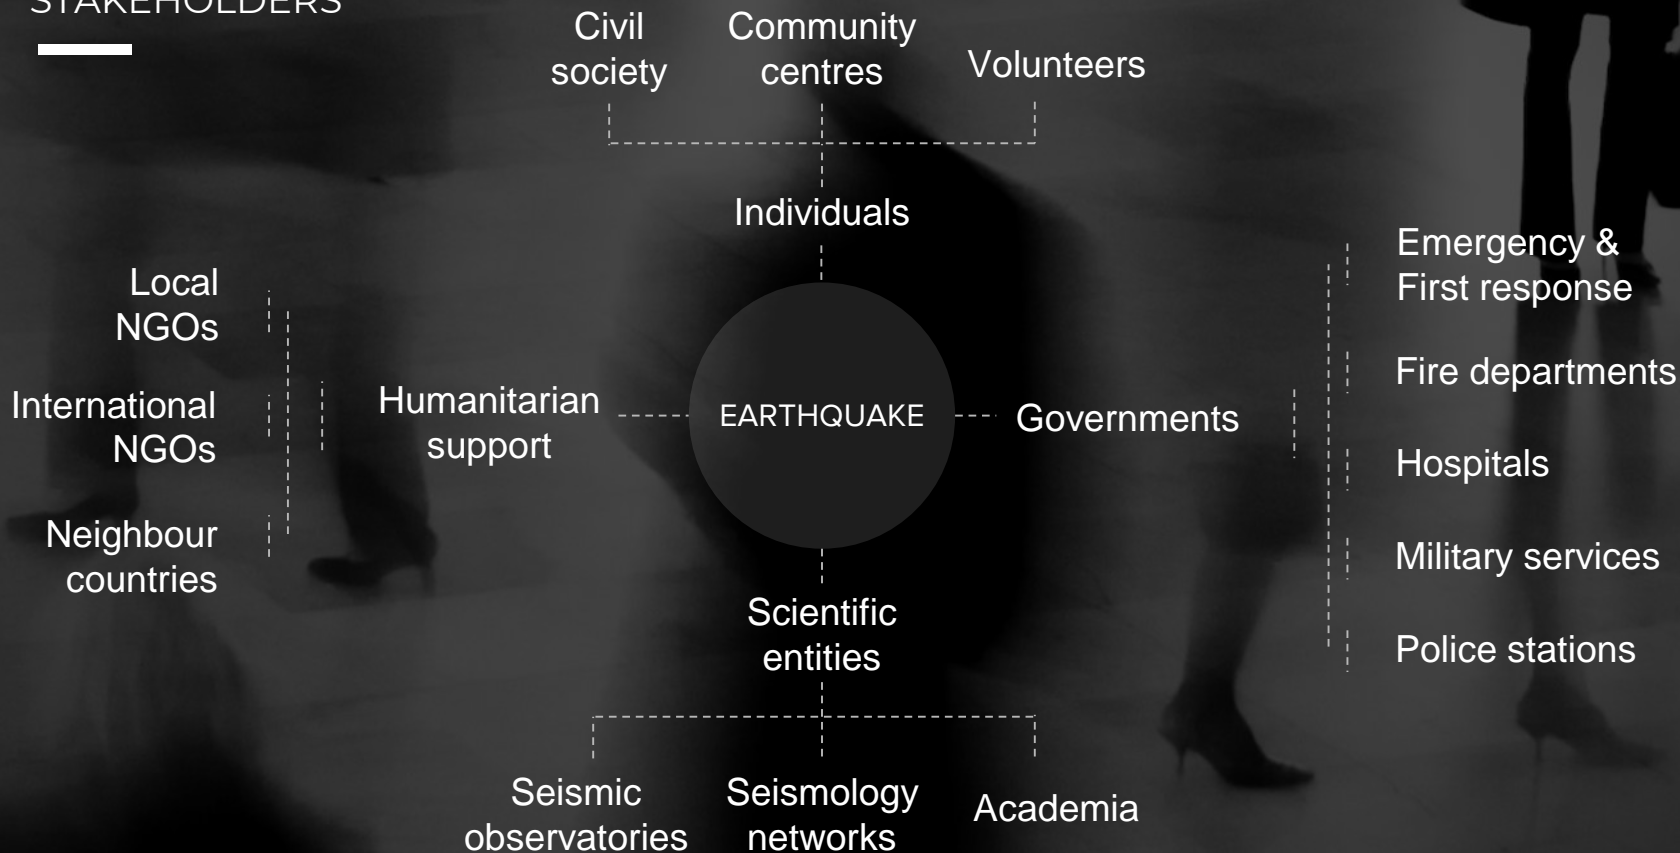 STAKEHOLDERS
Civil
society
Community
centres
Volunteers
Individuals
Local
NGOs
International
NGOs
Neighbour
countries
Humanitarian
support
EARTHQUAKE
Governments
Emergency &
First response
Fire departments
Hospitals
Military services
Police stations
Scientific
entities
Seismic
observatories
Seismology
networks
Academia